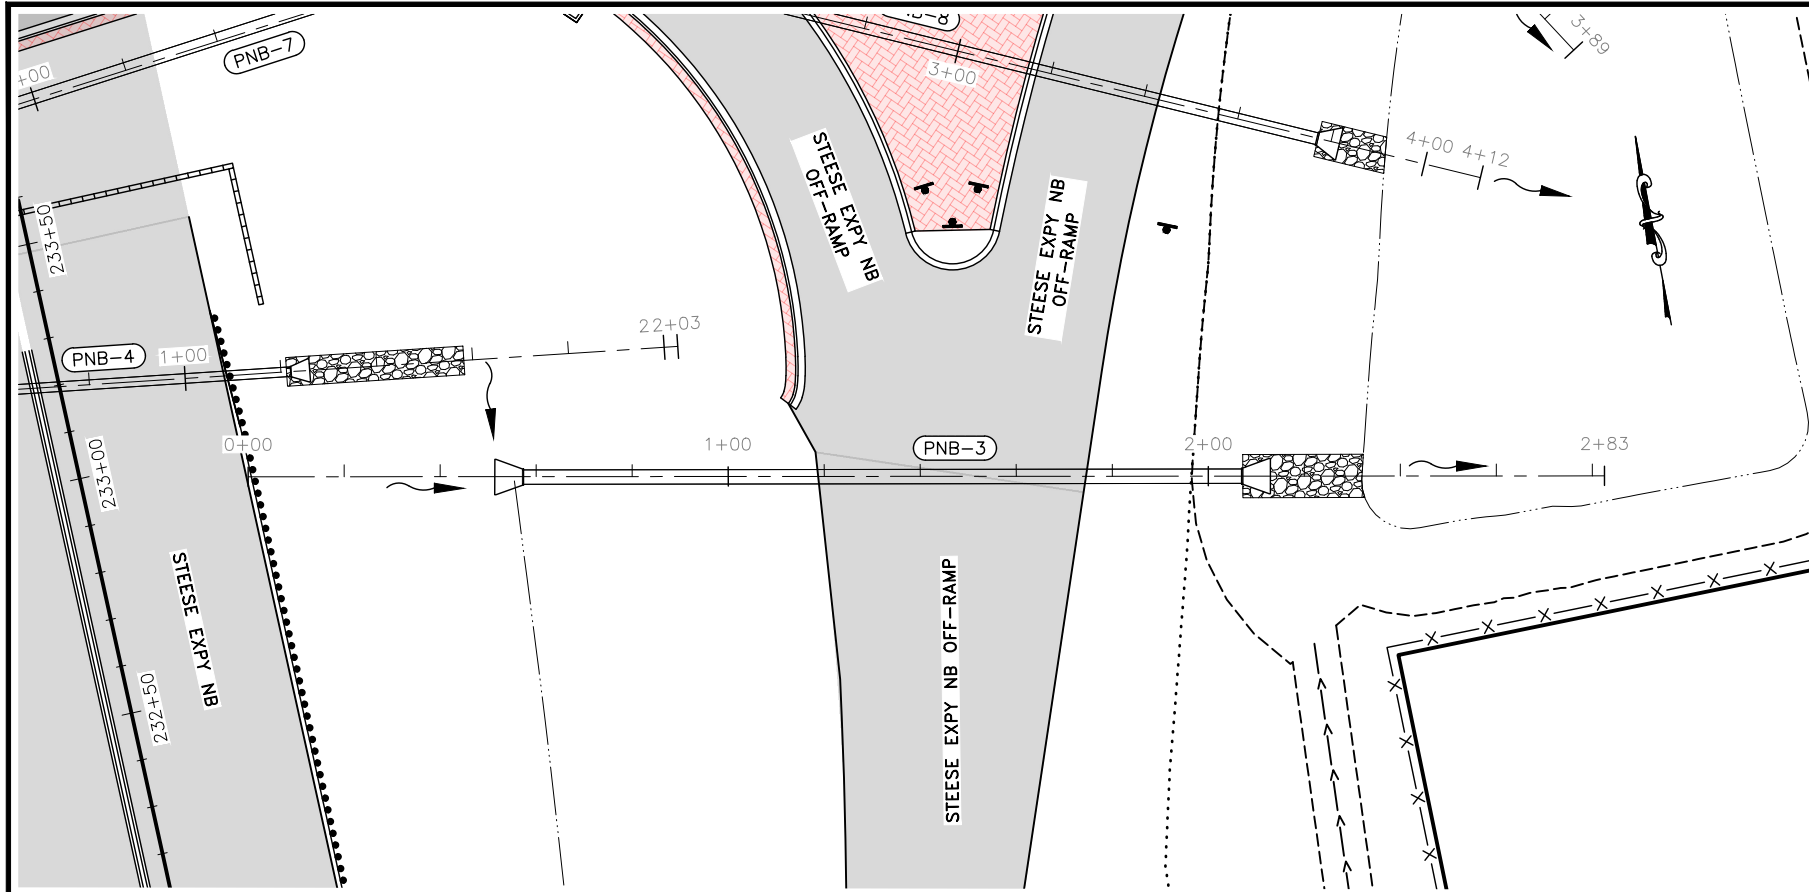 3+89
PNB-7
+00
3+00
4+00
4+12
STEESE EXPY NB
OFF-RAMP
STEESE EXPY NB
OFF-RAMP
233+50
22+03
PNB-4
1+00
0+00
1+00
PNB-3
2+00
2+83
233+00
STEESE EXPY NB
STEESE EXPY NB OFF-RAMP
232+50